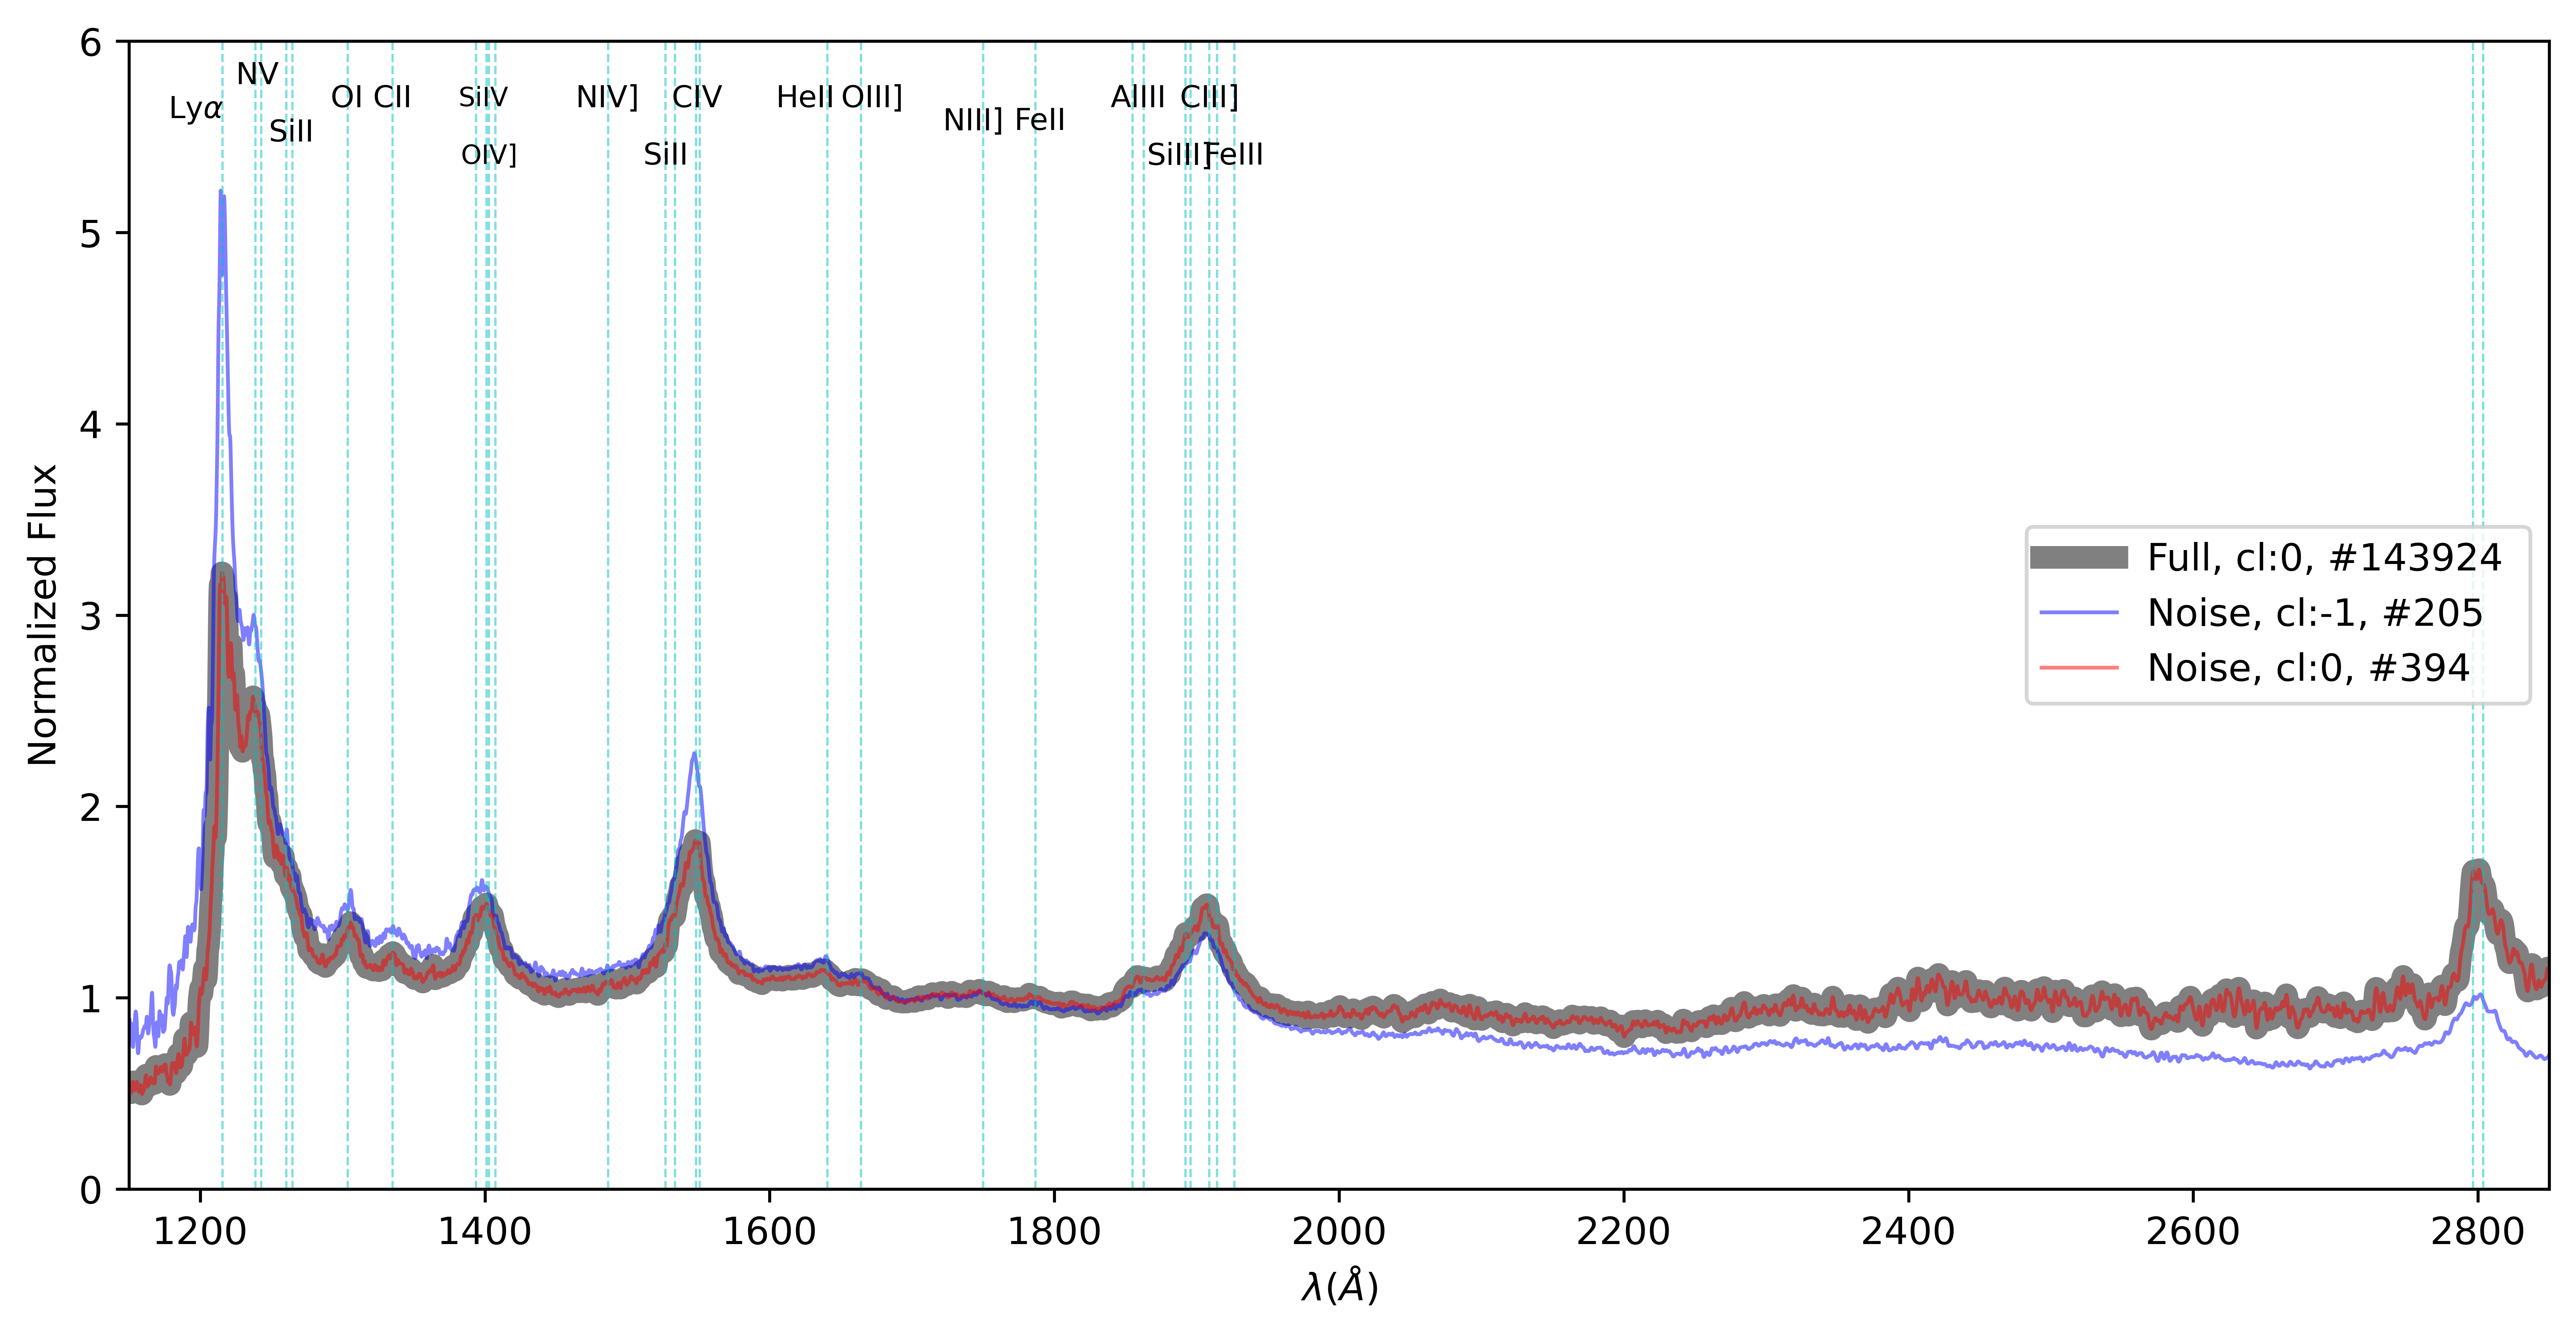 6
5
4
3
2
1
0
Normalized Flux
NV
Lyα
SiII
OI CII
SiIV
OIV]
NIV]
CIV
SiII
HeII OIII]
NIII] FeII
AlIII CIII]
SiIII]
FeIII
Full, cl:0, #143924
Noise, cl:-1, #205
Noise, cl:0, #394
1200 1400 1600 1800 2000 2200 2400 2600 2800
λ(Å)